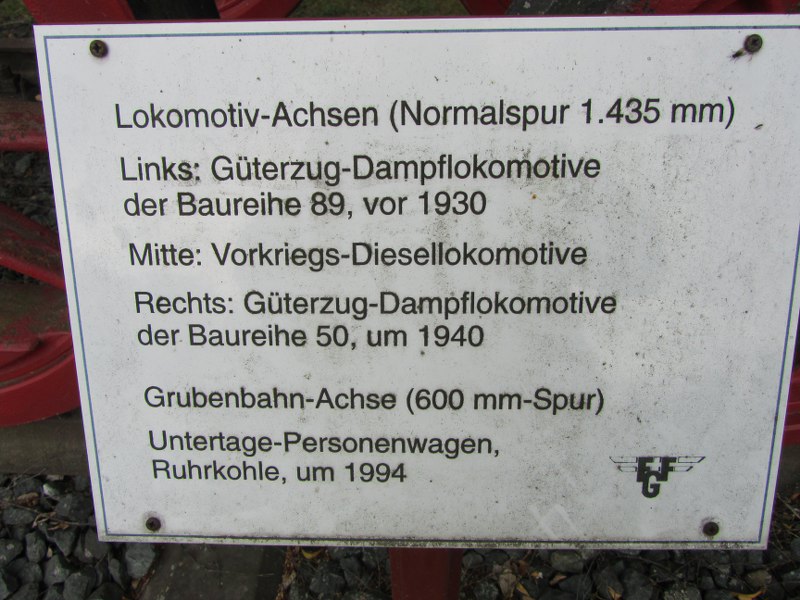 Lokomotiv-Achsen (Normalspur 1.435 mm)
Links: Güterzug-Dampflokomotive
der Baureihe 89, vor 1930
Mitte: Vorkriegs-Diesellokomotive
Rechts: Güterzug-Dampflokomotive
der Baureihe 50, um 1940
Grubenbahn-Achse (600 mm-Spur)
Untertage-Personenwagen,
Ruhrkohle, um 1994
EFG